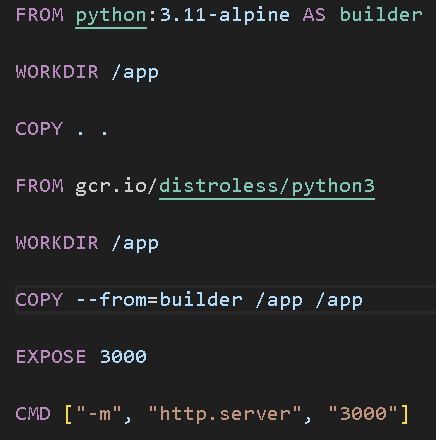 FROM python:3.11-alpine AS builder
WORKDIR /app
COPY . .
FROM gcr.io/distroless/python3
WORKDIR /app
COPY --from=builder /app /app
EXPOSE 3000
CMD ["-m", "http.server", "3000"]